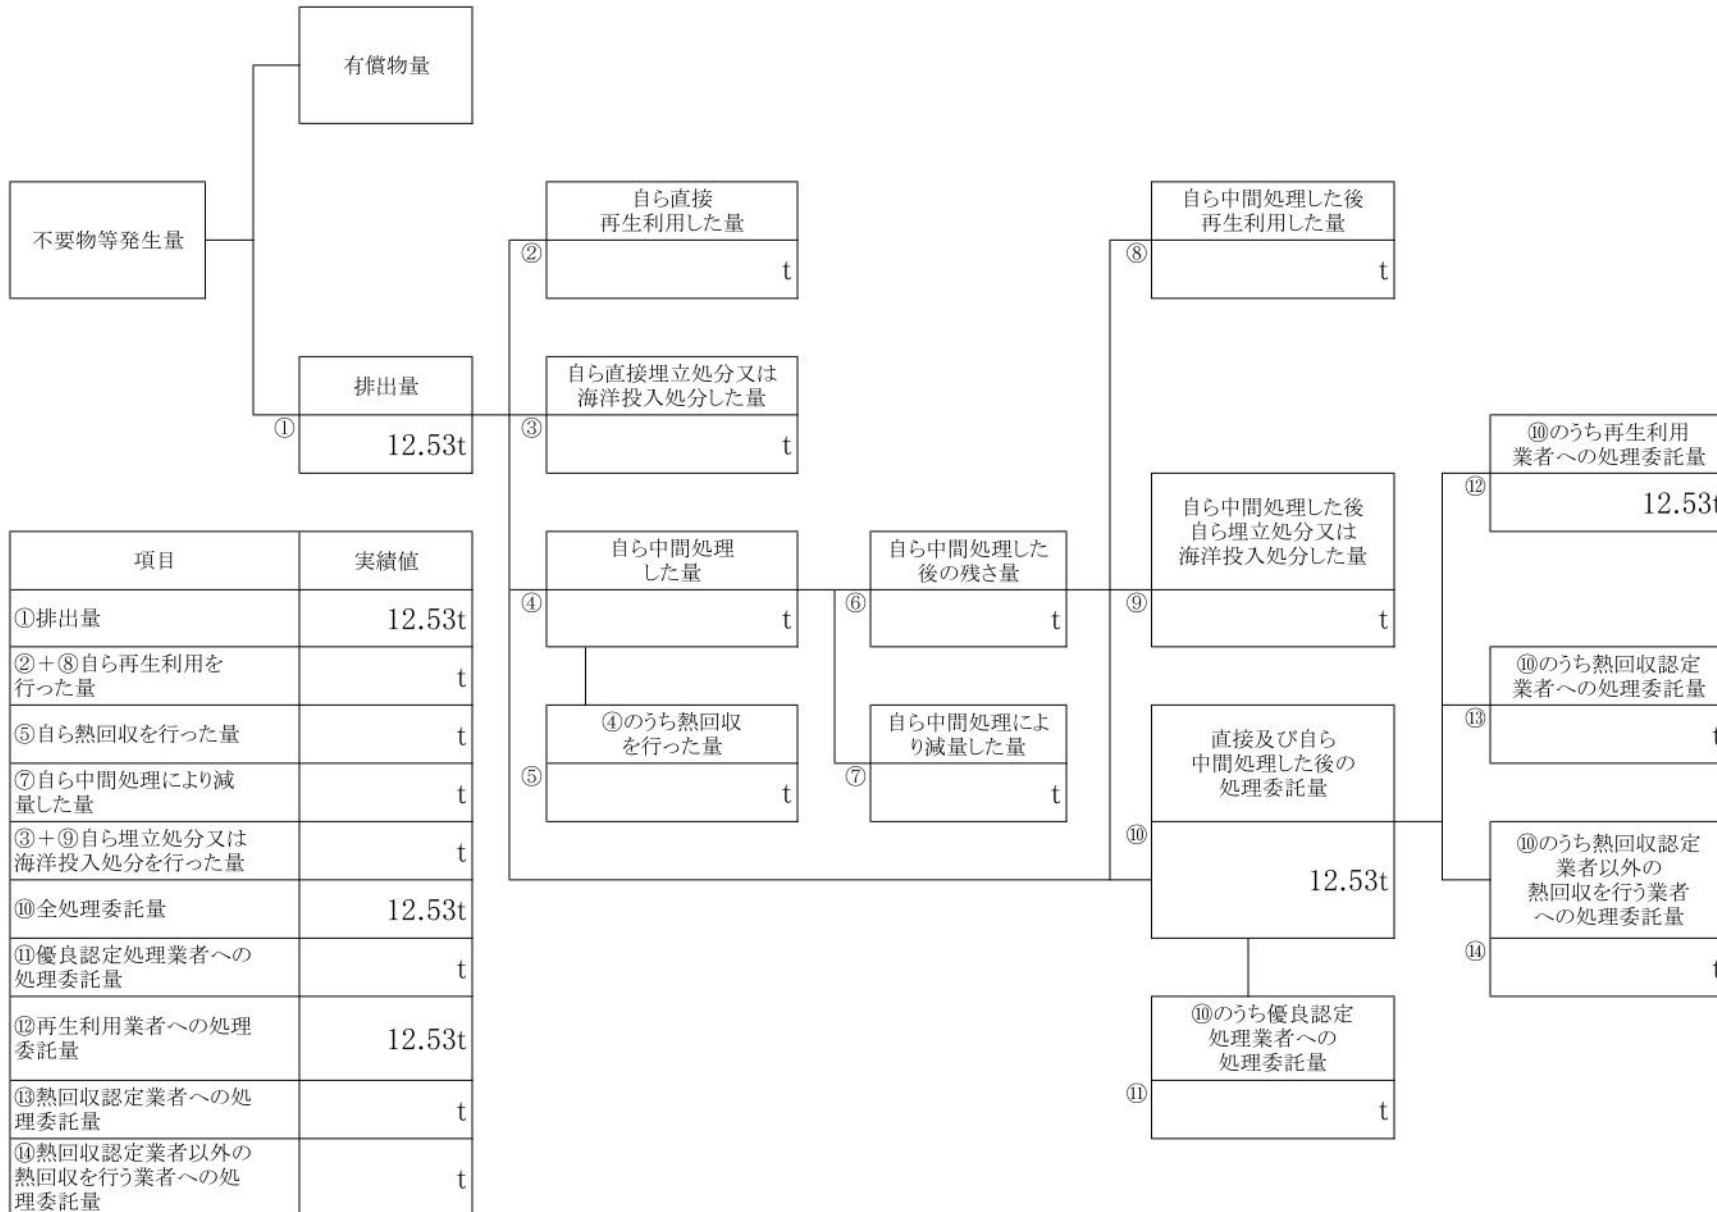 有償物量
不要物等発生量
排出量
①
12.53t
自ら直接
再生利用した量
②
t
自ら直接埋立処分又は
海洋投入処分した量
③
t
自ら中間処理
した量
④
t
④のうち熱回収
を行った量
⑤
t
自ら中間処理した
後の残さ量
⑥
t
自ら中間処理によ
り減量した量
⑦
t
自ら中間処理した後
再生利用した量
⑧
t
自ら中間処理した後
自ら埋立処分又は
海洋投入処分した量
⑨
t
直接及び自ら
中間処理した後の
処理委託量
⑩
12.53t
⑩のうち優良認定
処理業者への
処理委託量
⑪
t
⑩のうち再生利用
業者への処理委託量
⑫
12.53t
⑩のうち熱回収認定
業者への処理委託量
⑬
t
⑩のうち熱回収認定
業者以外の
熱回収を行う業者
への処理委託量
⑭
t
項目 実績値
①排出量 12.53t
②+⑧自ら再生利用を
行った量 t
⑤自ら熱回収を行った量 t
⑦自ら中間処理により減
量した量 t
③+⑨自ら埋立処分又は
海洋投入処分を行った量 t
⑩全処理委託量 12.53t
⑪優良認定処理業者への
処理委託量 t
⑫再生利用業者への処理
委託量 12.53t
⑬熱回収認定業者への処
理委託量 t
⑭熱回収認定業者以外の
熱回収を行う業者への処
理委託量 t